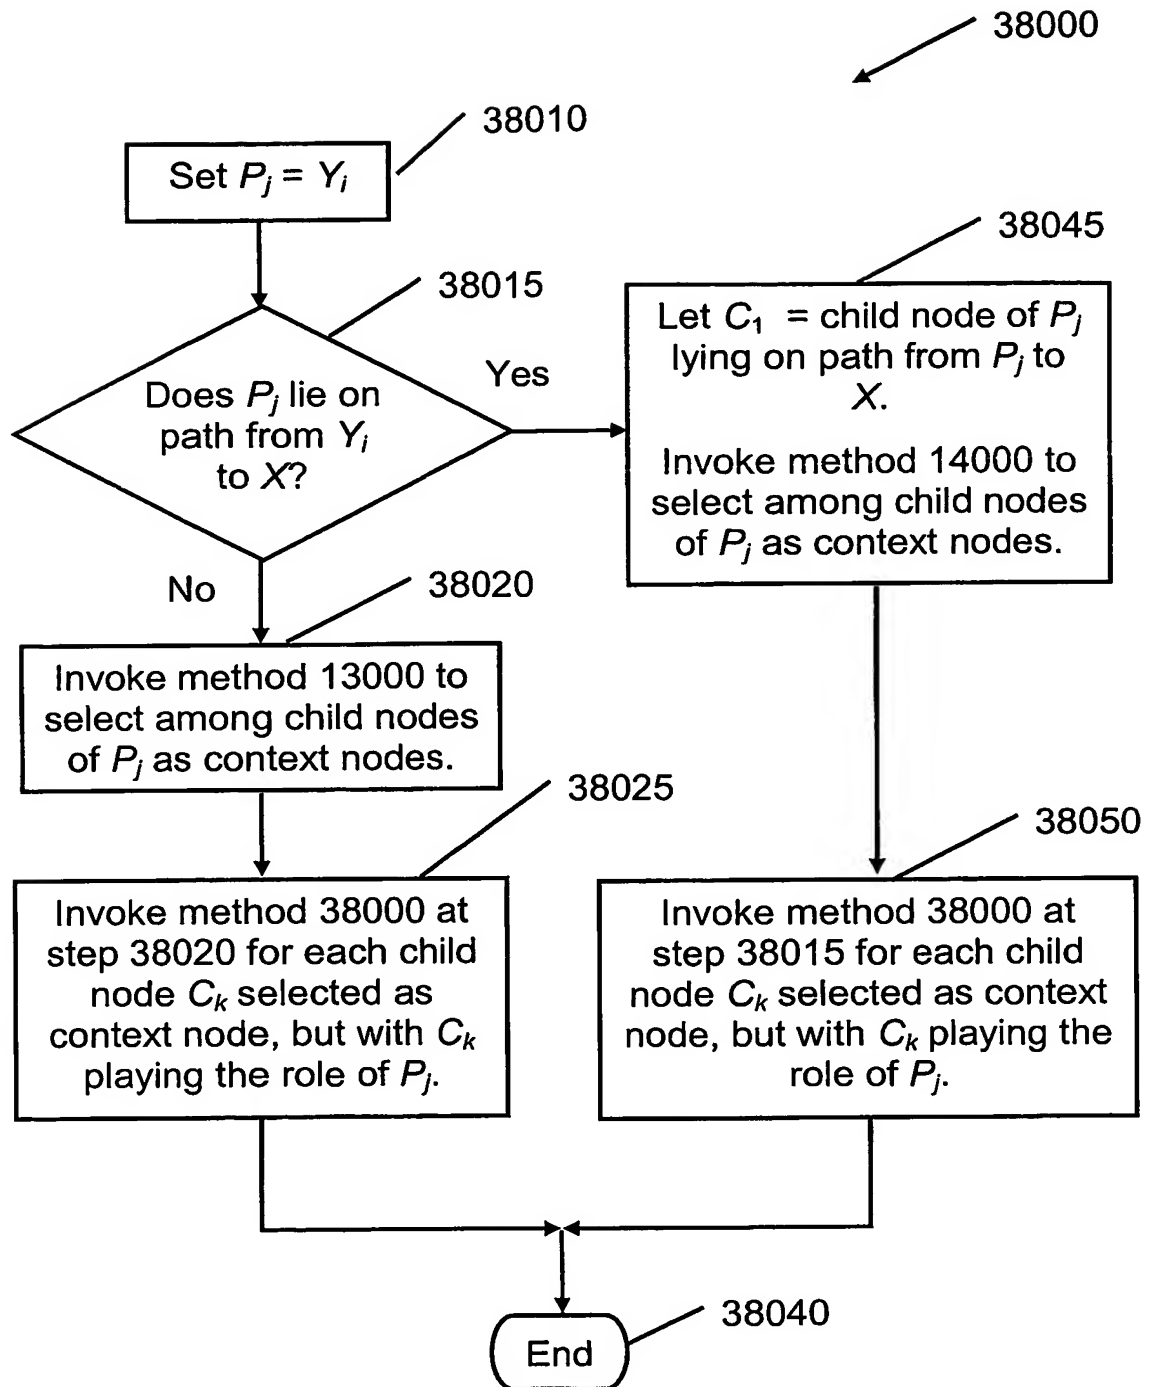 38000
38010
Set Pj = Yi
38015
Does Pj lie on
path from Yi
to X?
Yes
No
38045
Let C1 = child node of Pj
lying on path from Pj to
X.
Invoke method 14000 to
select among child nodes
of Pj as context nodes.
38020
Invoke method 13000 to
select among child nodes
of Pj as context nodes.
38025
Invoke method 38000 at
step 38020 for each child
node Ck selected as
context node, but with Ck
playing the role of Pj.
38050
Invoke method 38000 at
step 38015 for each child
node Ck selected as context
node, but with Ck playing the
role of Pj.
38040
End